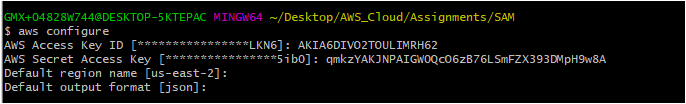 GMX+04828W744@DESKTOP-5KTEPAC MINGW64 ~/Desktop/AWS_Cloud/Assignments/SAM
$ aws configure
AWS Access Key ID [****************LKN6]: AKIA6DIVO2TOULIMRH62
AWS Secret Access Key [****************5ibO]: 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
Default region name [us-east-2]:
Default output format [json]: